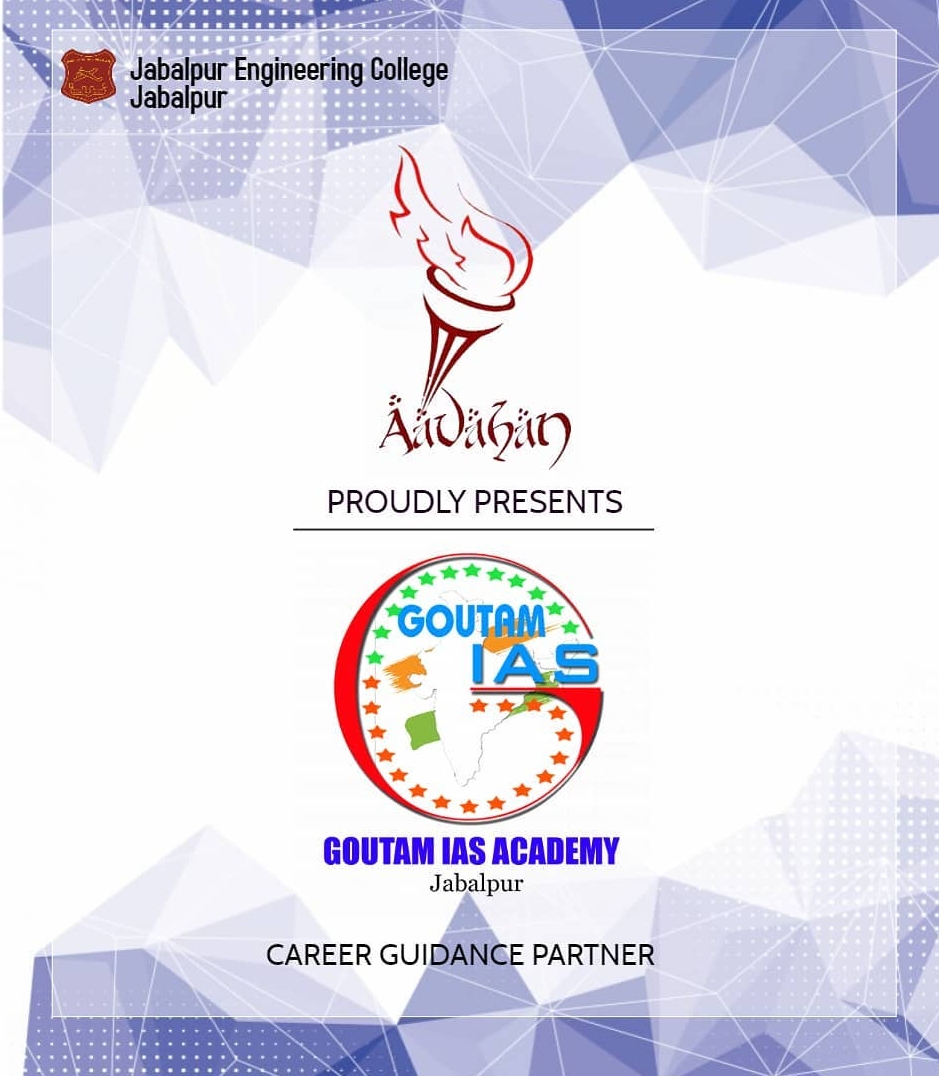 Jabalpur Engineering College
Jabalpur
Aavahan
PROUDLY PRESENTS
GOUTAM
IAS
GOUTAM IAS ACADEMY
Jabalpur
CAREER GUIDANCE PARTNER